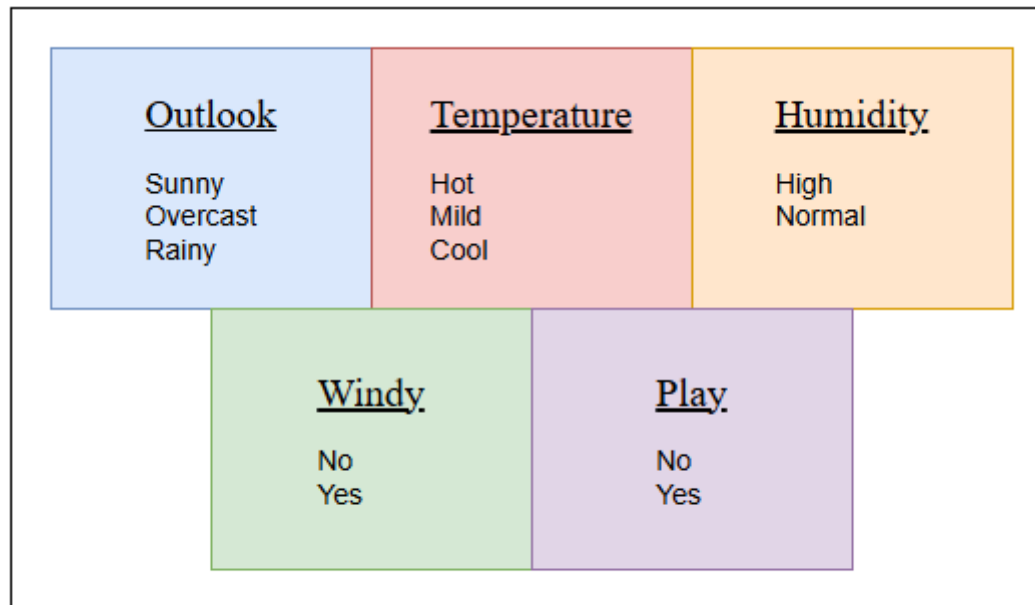 Outlook
Sunny
Overcast
Rainy
Temperature
Hot
Mild
Cool
Humidity
High
Normal
Windy
No
Yes
Play
No
Yes